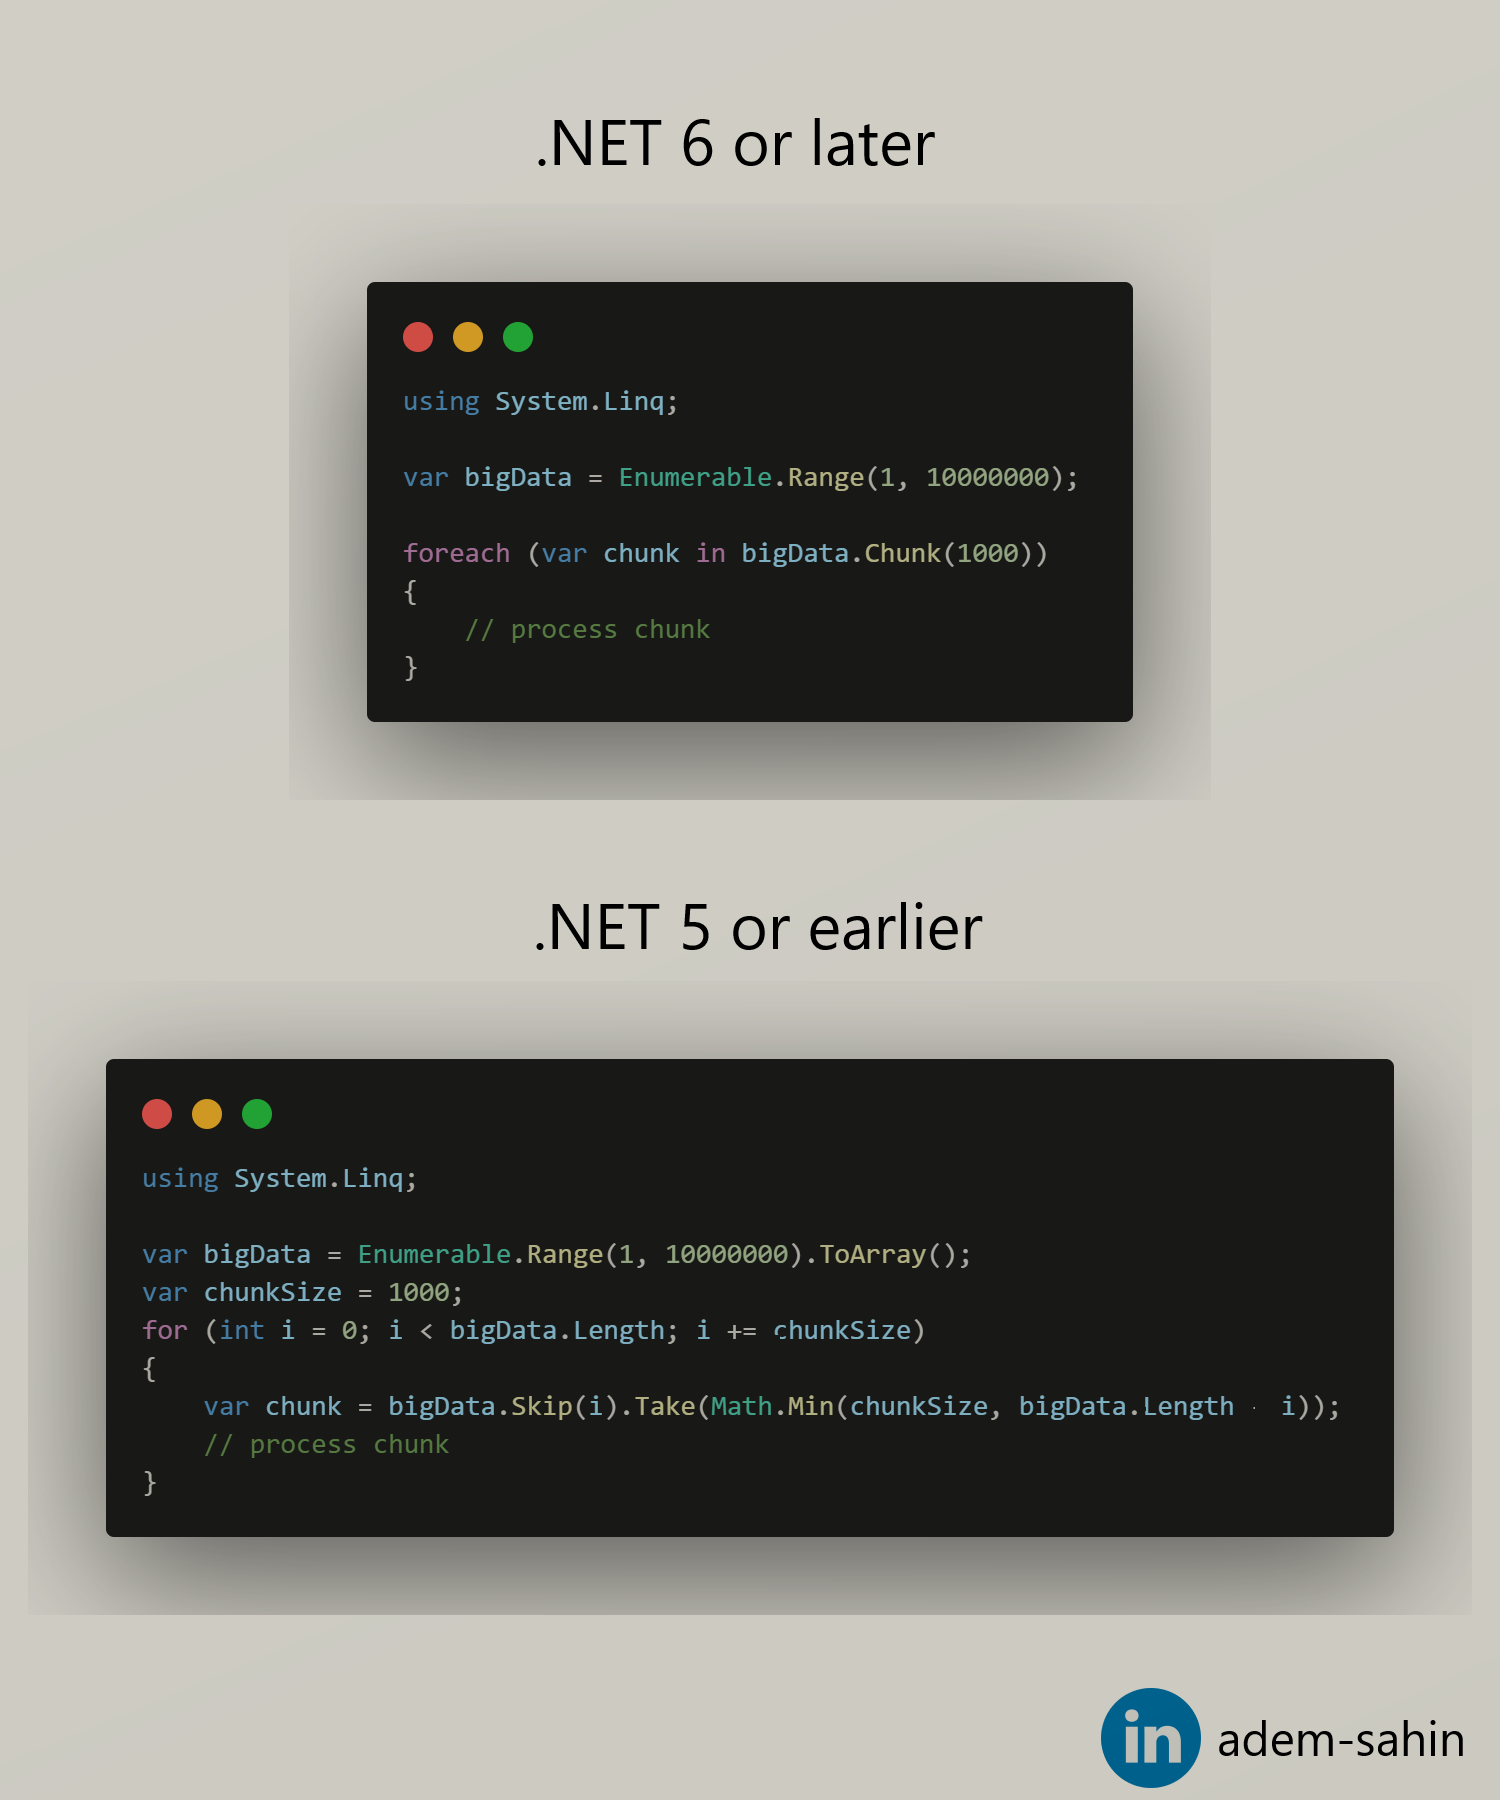 .NET 6 or later
using System.Linq;
var bigData = Enumerable.Range(1, 10000000);
foreach (var chunk in bigData.Chunk(1000))
{
    // process chunk
}
.NET 5 or earlier
using System.Linq;
var bigData = Enumerable.Range(1, 10000000).ToArray();
var chunkSize = 1000;
for (int i = 0; i < bigData.Length; i += chunkSize)
{
    var chunk = bigData.Skip(i).Take(Math.Min(chunkSize, bigData.Length - i));
    // process chunk
}
in adem-sahin